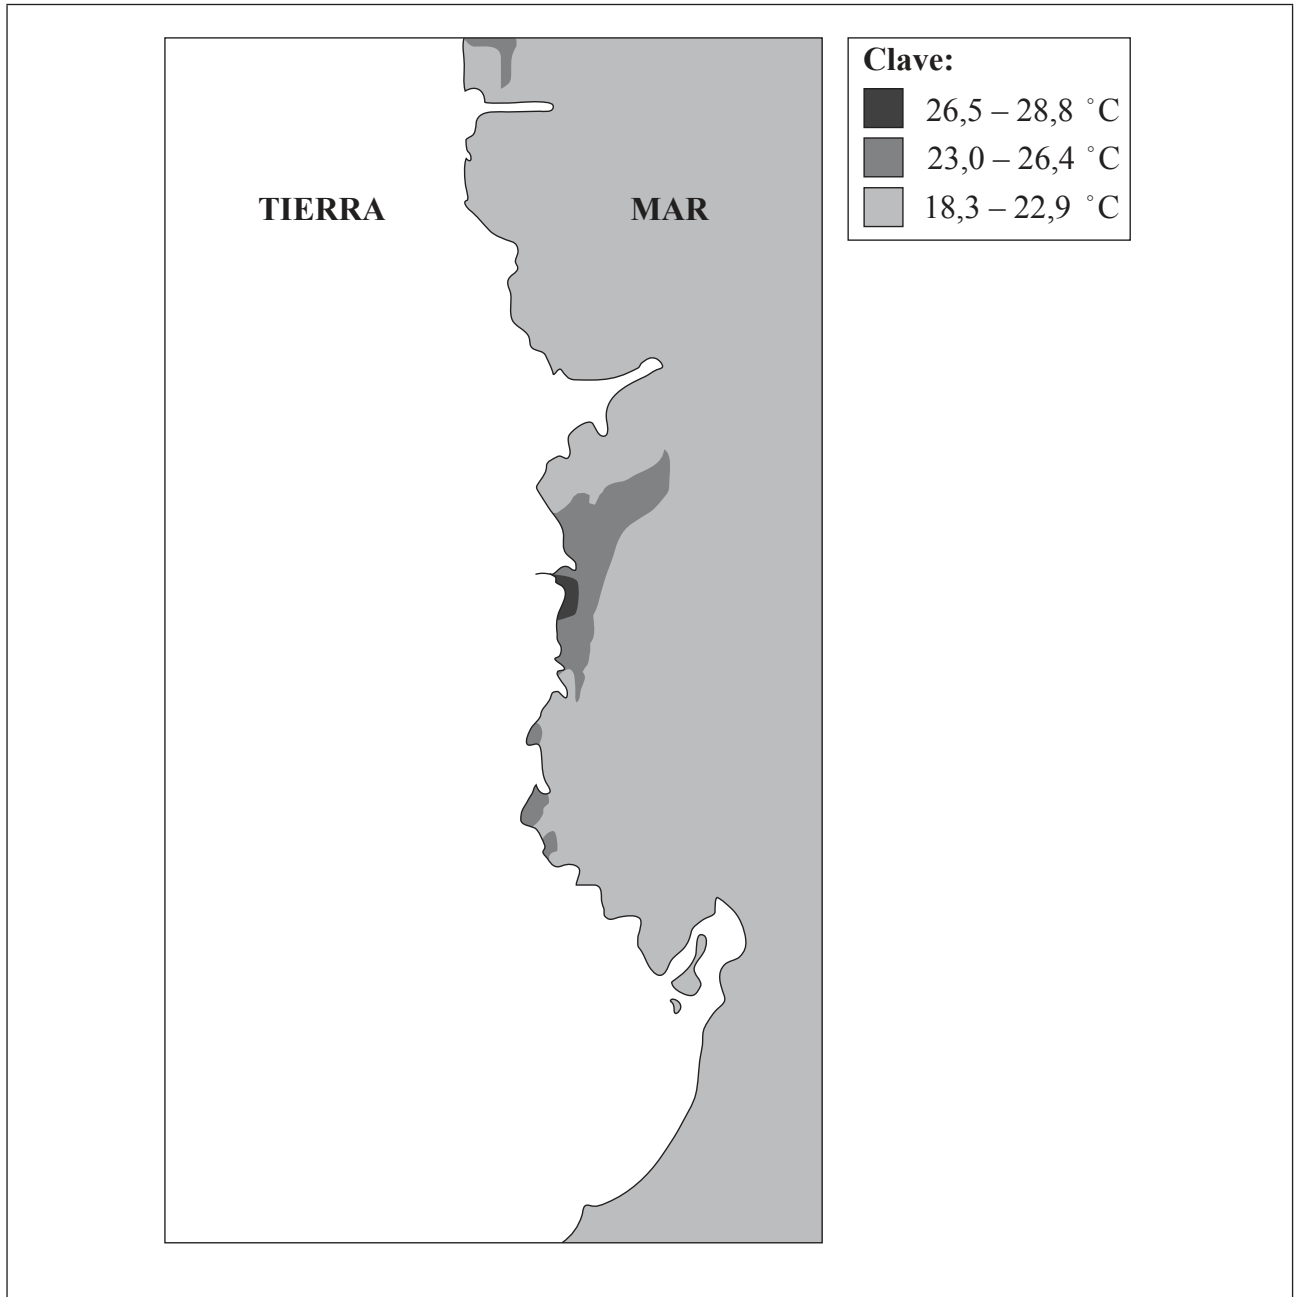 Clave:
26,5 – 28,8 °C
23,0 – 26,4 °C
18,3 – 22,9 °C
TIERRA
MAR